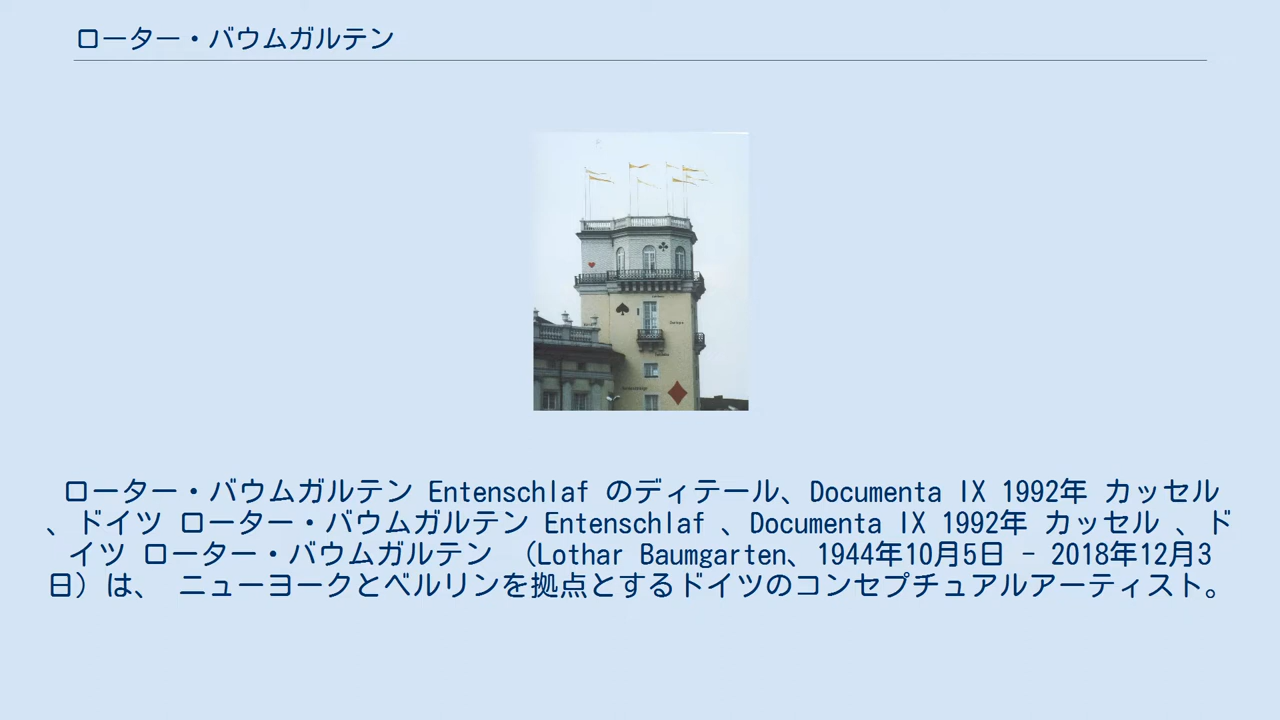 ローター・バウムガルテン
ローター・バウムガルテン Entenschlaf のディテール、Documenta IX 1992年 カッセル
、ドイツ ローター・バウムガルテン Entenschlaf 、Documenta IX 1992年 カッセル 、ド
イツ ローター・バウムガルテン （Lothar Baumgarten、1944年10月5日 – 2018年12月3
日）は、 ニューヨークとベルリンを拠点とするドイツのコンセプチュアルアーティスト。